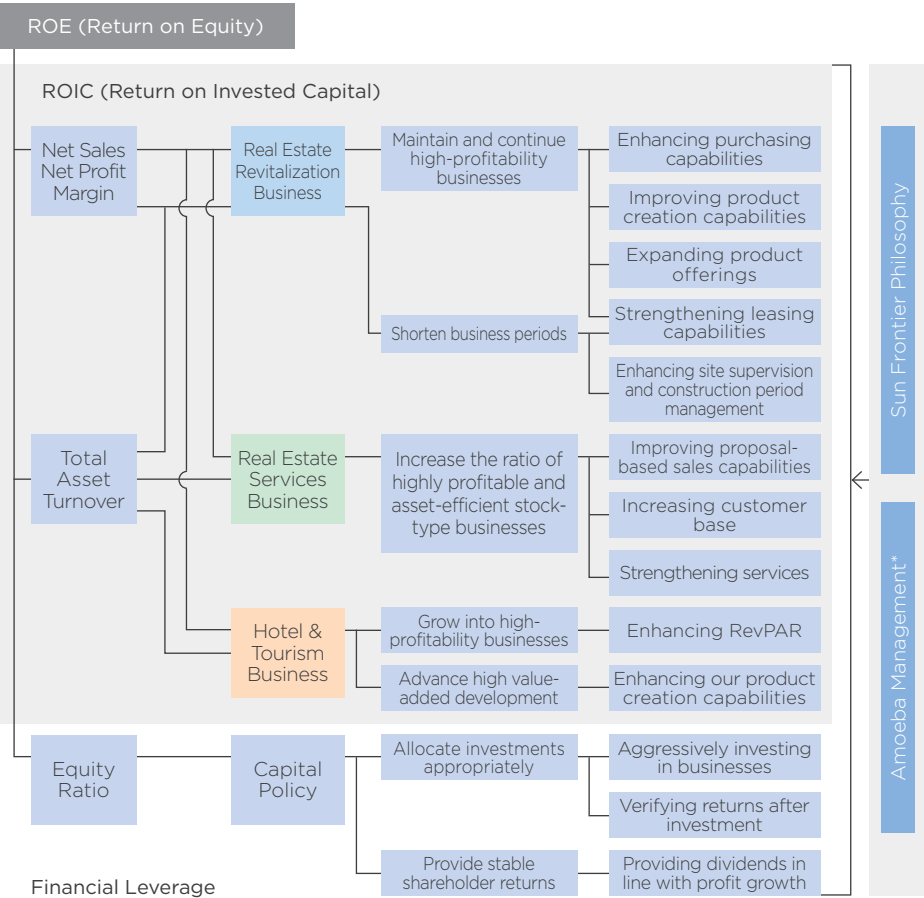 ROE (Return on Equity)
ROIC (Return on Invested Capital)
Net Sales
Net Profit
Margin
Real Estate
Revitalization
Business
Maintain and continue
high-profitability
businesses
Enhancing purchasing
capabilities
Improving product
creation capabilities
Expanding product
offerings
Strengthening leasing
capabilities
Shorten business periods
Enhancing site supervision
and construction period
management
Total
Asset
Turnover
Real Estate
Services
Business
Increase the ratio of
highly profitable and
asset-efficient stock-
type businesses
Improving proposal-
based sales capabilities
Increasing customer
base
Strengthening services
Hotel &
Tourism
Business
Grow into high-
profitability businesses
Enhancing RevPAR
Advance high value-
added development
Enhancing our product
creation capabilities
Equity
Ratio
Capital
Policy
Allocate investments
appropriately
Aggressively investing
in businesses
Verifying returns after
investment
Provide stable
shareholder returns
Providing dividends in
line with profit growth
Financial Leverage
Sun Frontier Philosophy
Amoeba Management*